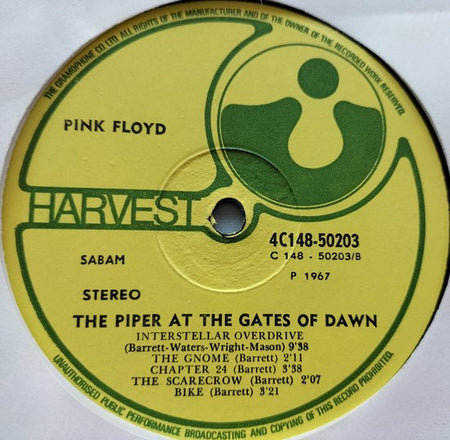 THE GRAMOPHONE CO LTD ALL RIGHTS OF THE MANUFACTURER AND OF THE OWNER OF THE RECORDED WORK RESERVED.
PINK FLOYD
HARVEST
4C148-50203
C 148 - 50203/B
SABAM
P 1967
STEREO
THE PIPER AT THE GATES OF DAWN
INTERSTELLAR OVERDRIVE
(Barrett-Waters-Wright-Mason) 9'38
THE GNOME (Barrett) 2'11
CHAPTER 24 (Barrett) 3'38
THE SCARECROW (Barrett) 2'07
BIKE (Barrett) 3'21
UNAUTHORISED PUBLIC PERFORMANCE BROADCASTING AND COPYING OF THIS RECORD PROHIBITED.